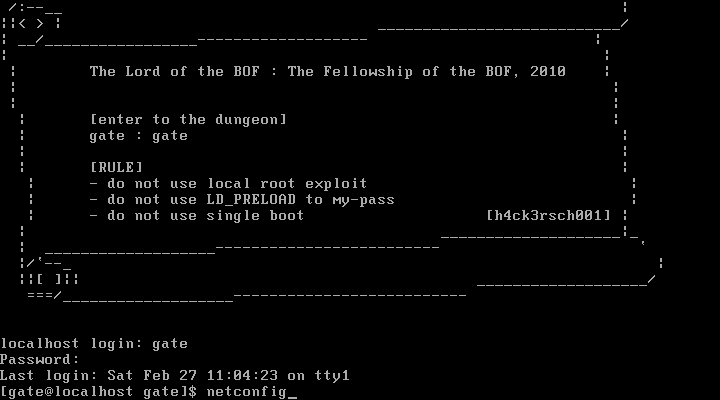 The Lord of the BOF : The Fellowship of the BOF, 2010
[enter to the dungeon]
gate : gate
[RULE]
- do not use local root exploit
- do not use LD_PRELOAD to my-pass
- do not use single boot [h4ck3rsch001]
localhost login: gate
Password:
Last login: Sat Feb 27 11:04:23 on tty1
[gate@localhost gate]$ netconfig_